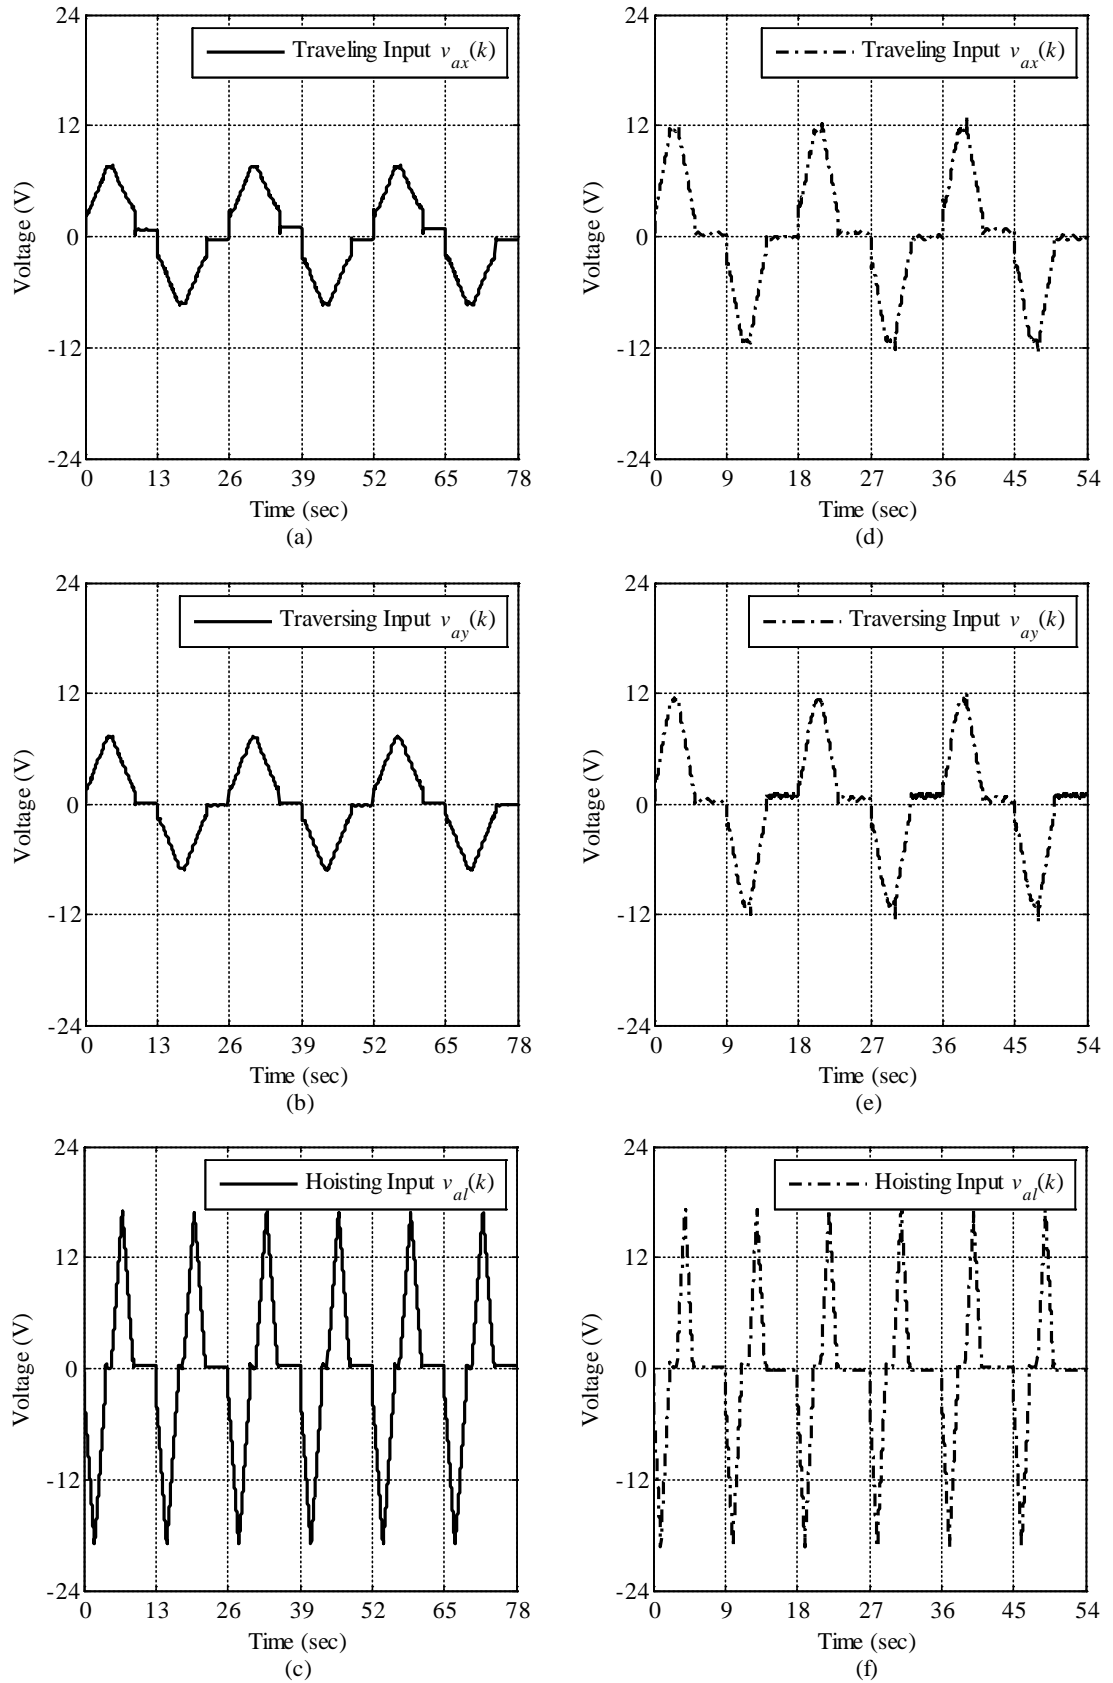 24
12
0
-12
-24
Voltage (V)
Traveling Input v_ax(k)
0 13 26 39 52 65 78
Time (sec)
(a)
24
12
0
-12
-24
Voltage (V)
Traveling Input v_ax(k)
0 9 18 27 36 45 54
Time (sec)
(d)
24
12
0
-12
-24
Voltage (V)
Traversing Input v_ay(k)
0 13 26 39 52 65 78
Time (sec)
(b)
24
12
0
-12
-24
Voltage (V)
Traversing Input v_ay(k)
0 9 18 27 36 45 54
Time (sec)
(e)
24
12
0
-12
-24
Voltage (V)
Hoisting Input v_al(k)
0 13 26 39 52 65 78
Time (sec)
(c)
24
12
0
-12
-24
Voltage (V)
Hoisting Input v_al(k)
0 9 18 27 36 45 54
Time (sec)
(f)